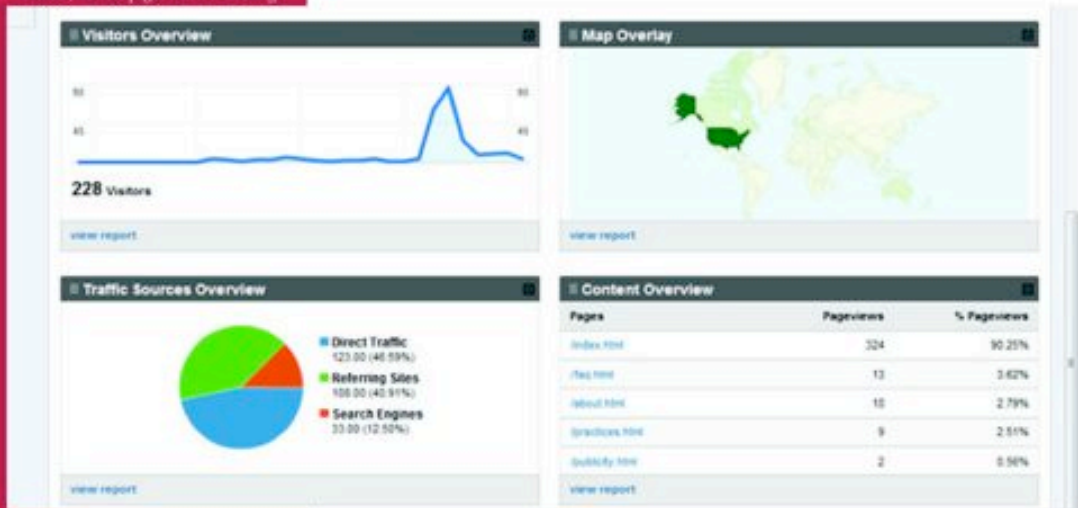 Visitors Overview
90
90
45
45
228 Visitors
view report
Map Overlay
view report
Traffic Sources Overview
Direct Traffic
123.00 (46.59%)
Referring Sites
108.00 (40.91%)
Search Engines
33.00 (12.50%)
view report
Content Overview
Pages Pageviews % Pageviews
/index.html 324 90.25%
/faq.html 13 3.62%
/about.html 10 2.79%
/practices.html 9 2.51%
/publicity.html 2 0.56%
view report